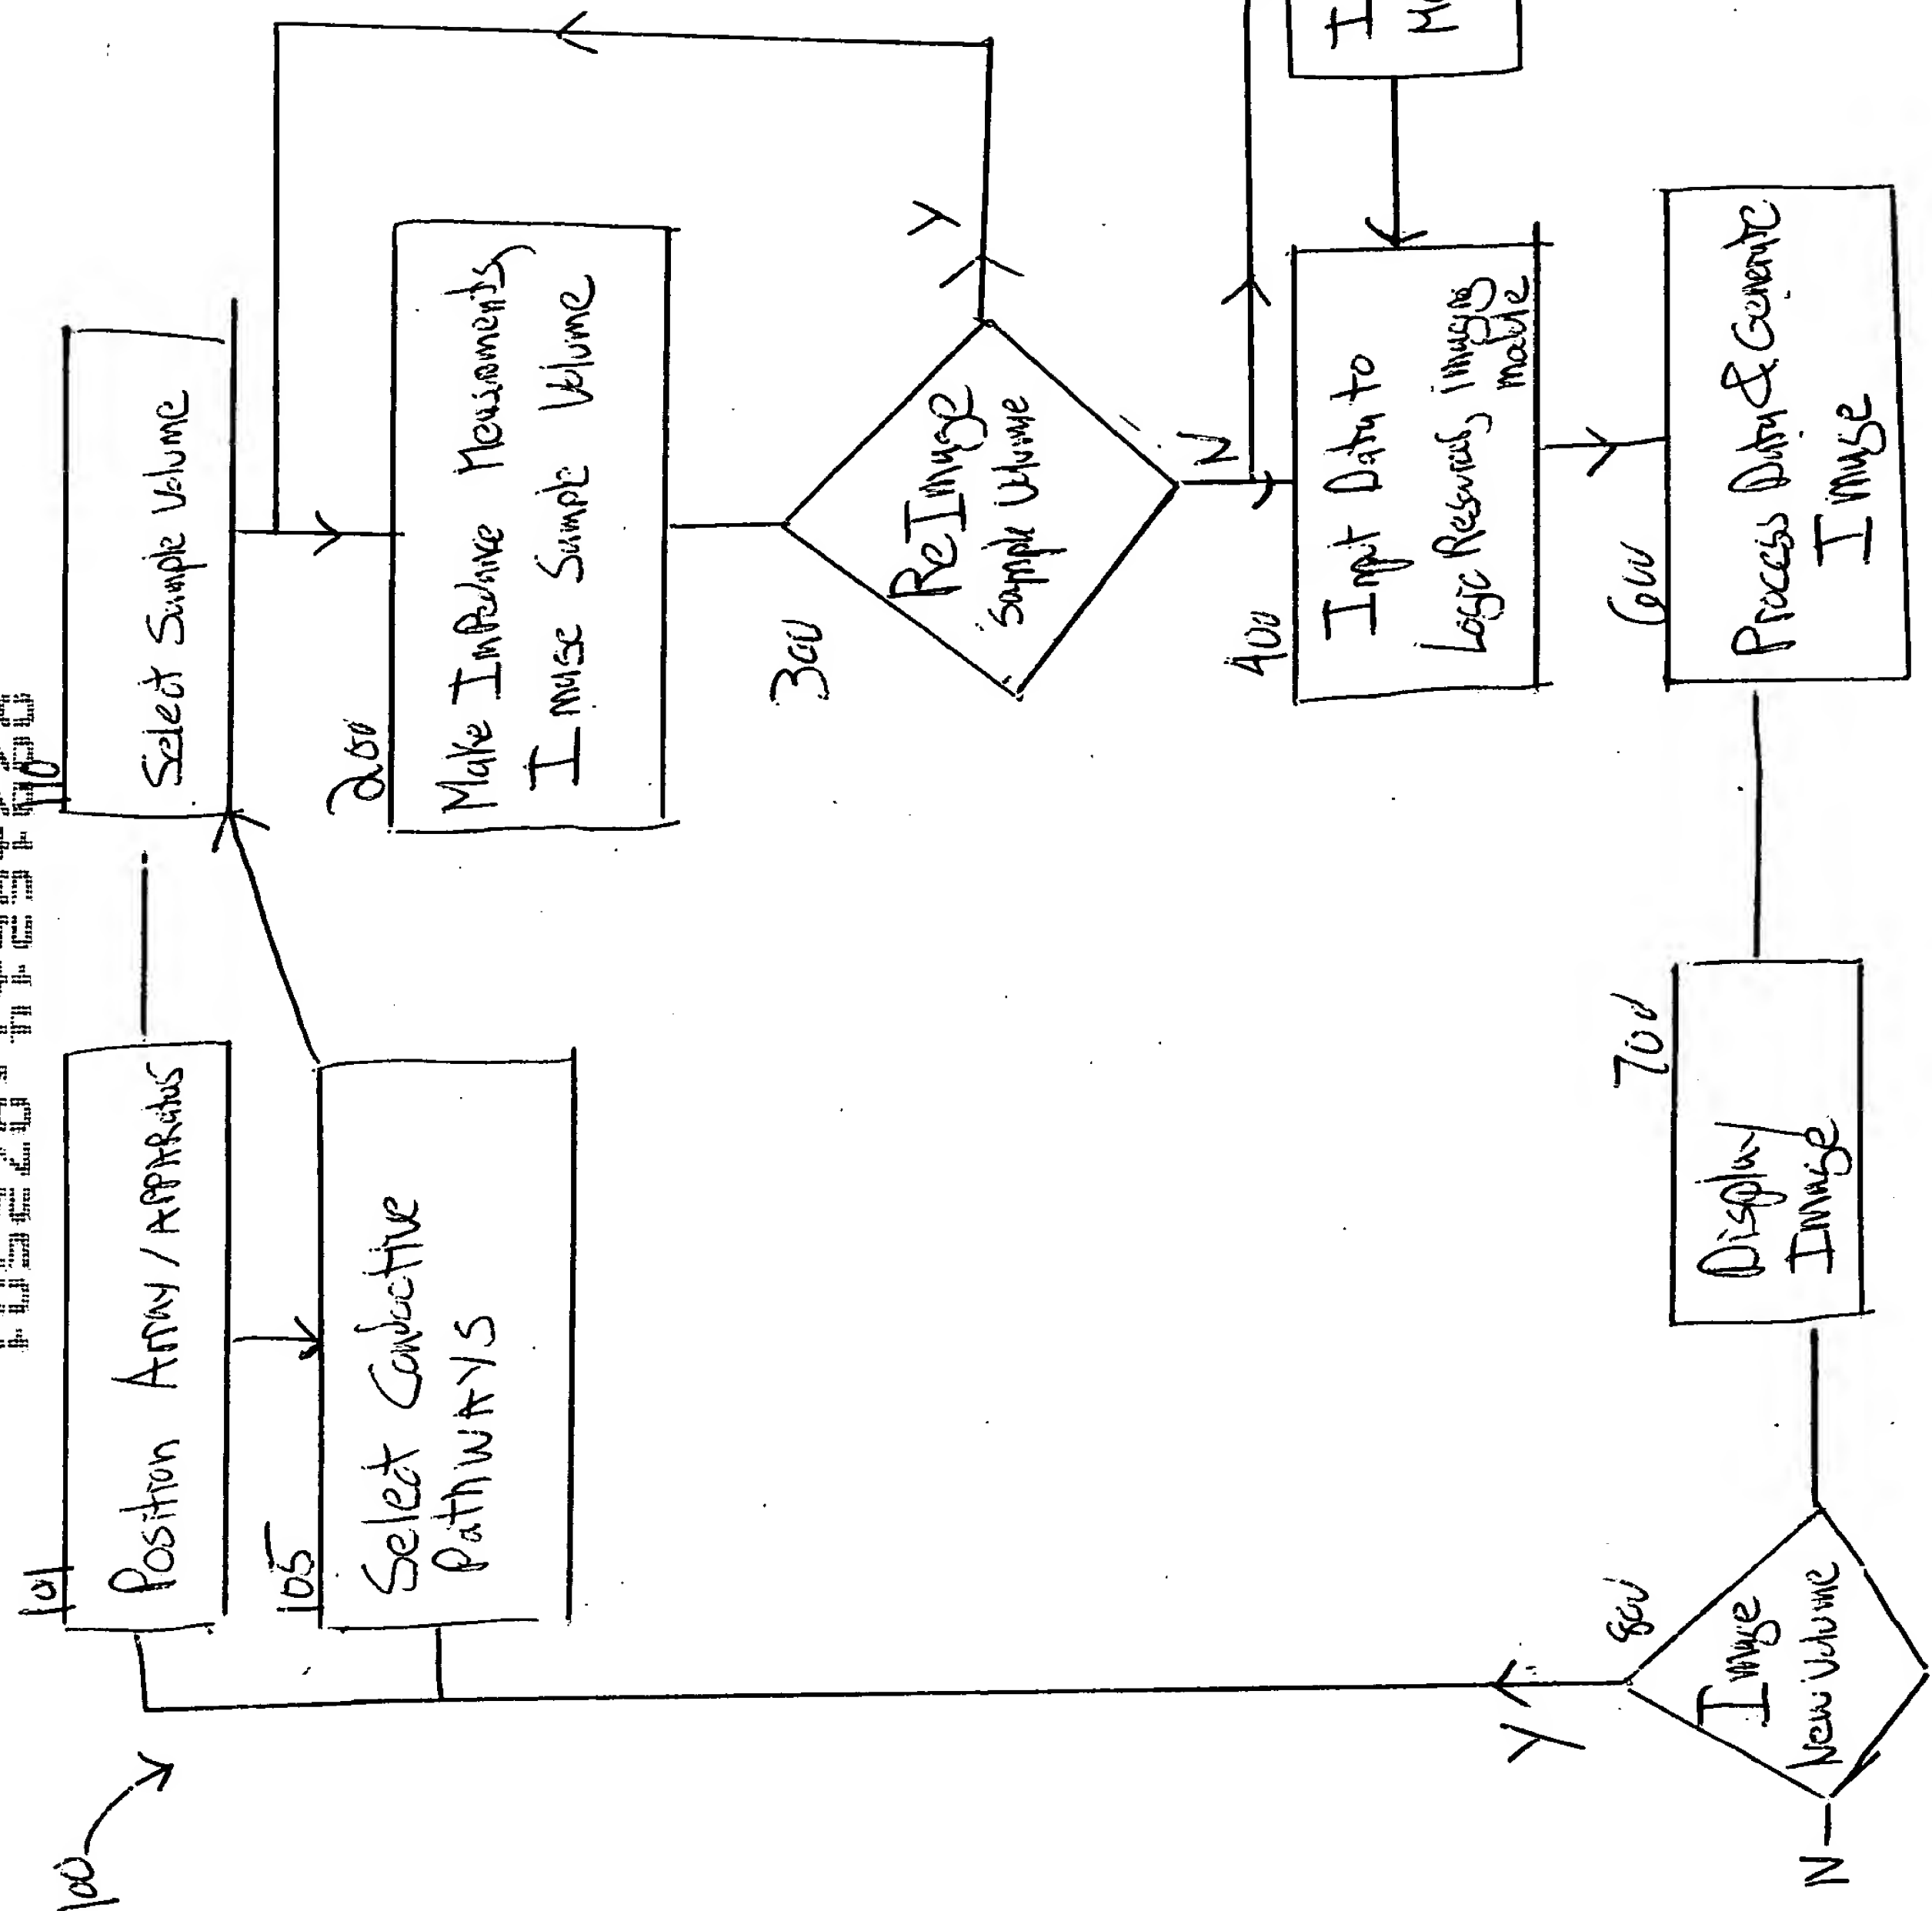 100
101
Position Array/APPARatus
105
Select Conductive
PathWAYS
110
Select Sample Volume
200
Make Impedance Measurments,
Image Sample Volume
300
ReImage
Sample Volume
Y
N
400
Input Data to
Logic Resources, Imaging
module
600
Process Data & Generate
Image
700
Display
Image
800
Image
New Volume
Y
N